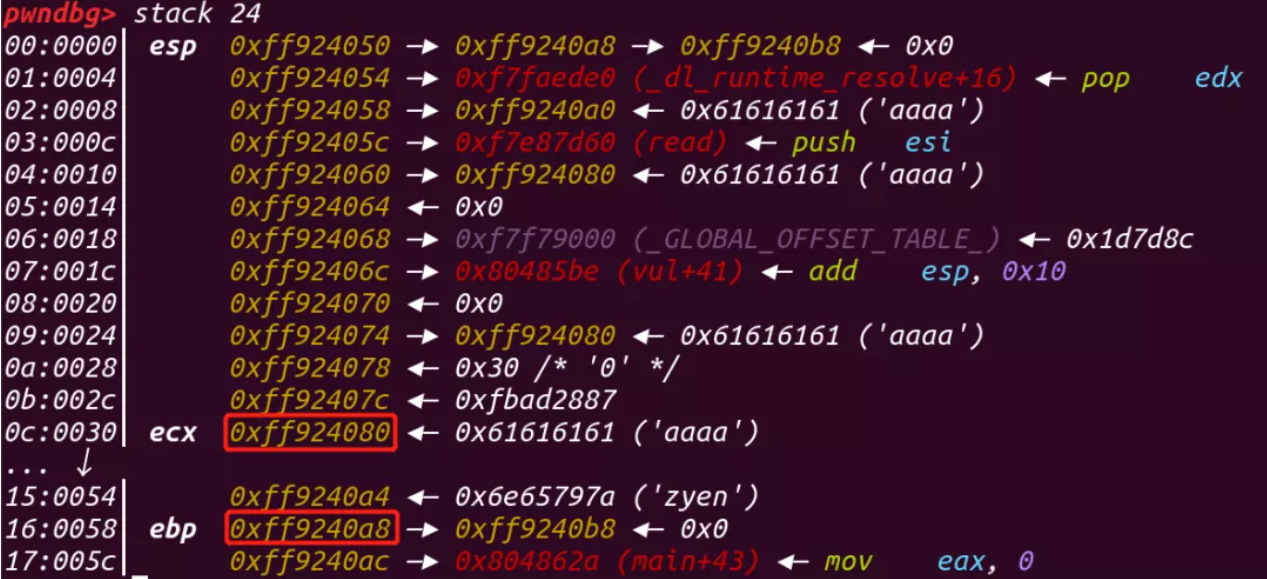 pwndbg> stack 24
00:0000│ esp 0xff924050 —▸ 0xff9240a8 —▸ 0xff9240b8 ◂— 0x0
01:0004│ 0xff924054 —▸ 0xf7faede0 (_dl_runtime_resolve+16) ◂— pop edx
02:0008│ 0xff924058 —▸ 0xff9240a0 ◂— 0x61616161 ('aaaa')
03:000c│ 0xff92405c —▸ 0xf7e87d60 (read) ◂— push esi
04:0010│ 0xff924060 —▸ 0xff924080 ◂— 0x61616161 ('aaaa')
05:0014│ 0xff924064 ◂— 0x0
06:0018│ 0xff924068 —▸ 0xf7f79000 (_GLOBAL_OFFSET_TABLE_) ◂— 0x1d7d8c
07:001c│ 0xff92406c —▸ 0x80485be (vul+41) ◂— add esp, 0x10
08:0020│ 0xff924070 ◂— 0x0
09:0024│ 0xff924074 —▸ 0xff924080 ◂— 0x61616161 ('aaaa')
0a:0028│ 0xff924078 ◂— 0x30 /* '0' */
0b:002c│ 0xff92407c ◂— 0xfbad2887
0c:0030│ ecx 0xff924080 ◂— 0x61616161 ('aaaa')
... ↓
15:0054│ 0xff9240a4 ◂— 0x6e65797a ('zyen')
16:0058│ ebp 0xff9240a8 —▸ 0xff9240b8 ◂— 0x0
17:005c│ 0xff9240ac —▸ 0x804862a (main+43) ◂— mov eax, 0